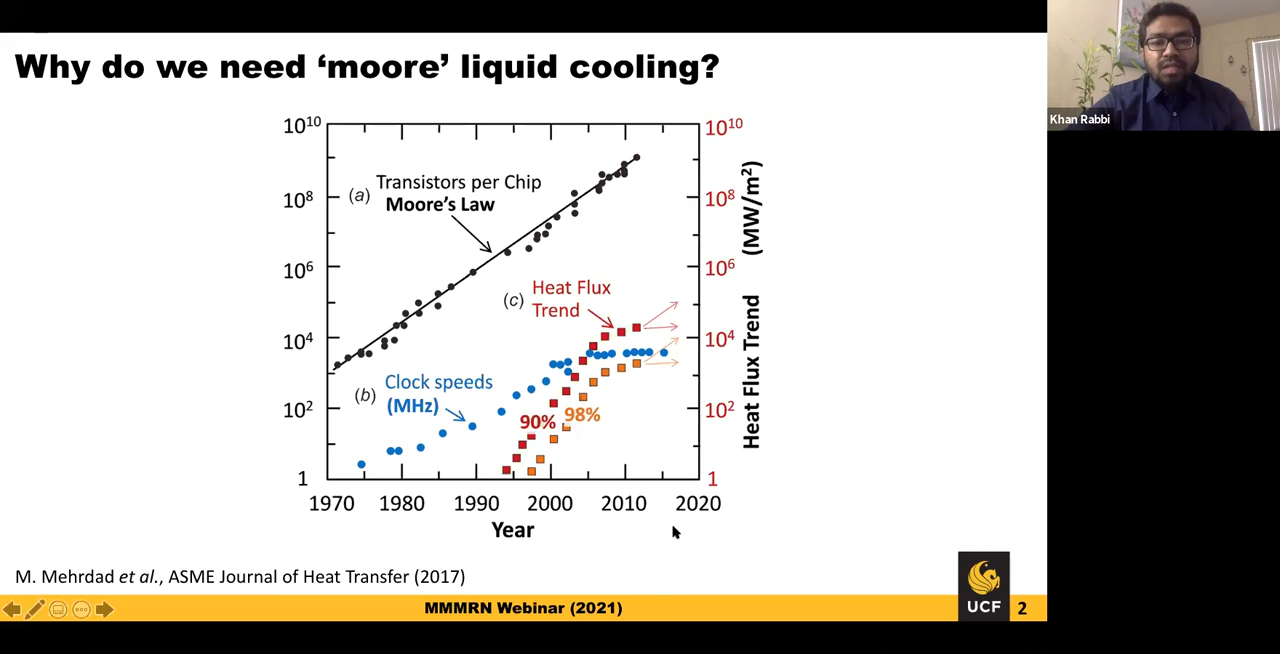 Why do we need ‘moore’ liquid cooling?
Khan Rabbi
10¹⁰
10⁸
10⁶
10⁴
10²
1
(a)
Transistors per Chip
Moore’s Law
(c)
Heat Flux
Trend
(b)
Clock speeds
(MHz)
90%
98%
10¹⁰
10⁸
10⁶
10⁴
10²
1
Heat Flux Trend (MW/m²)
1970 1980 1990 2000 2010 2020
Year
M. Mehrdad et al., ASME Journal of Heat Transfer (2017)
MMMRN Webinar (2021)
UCF
2